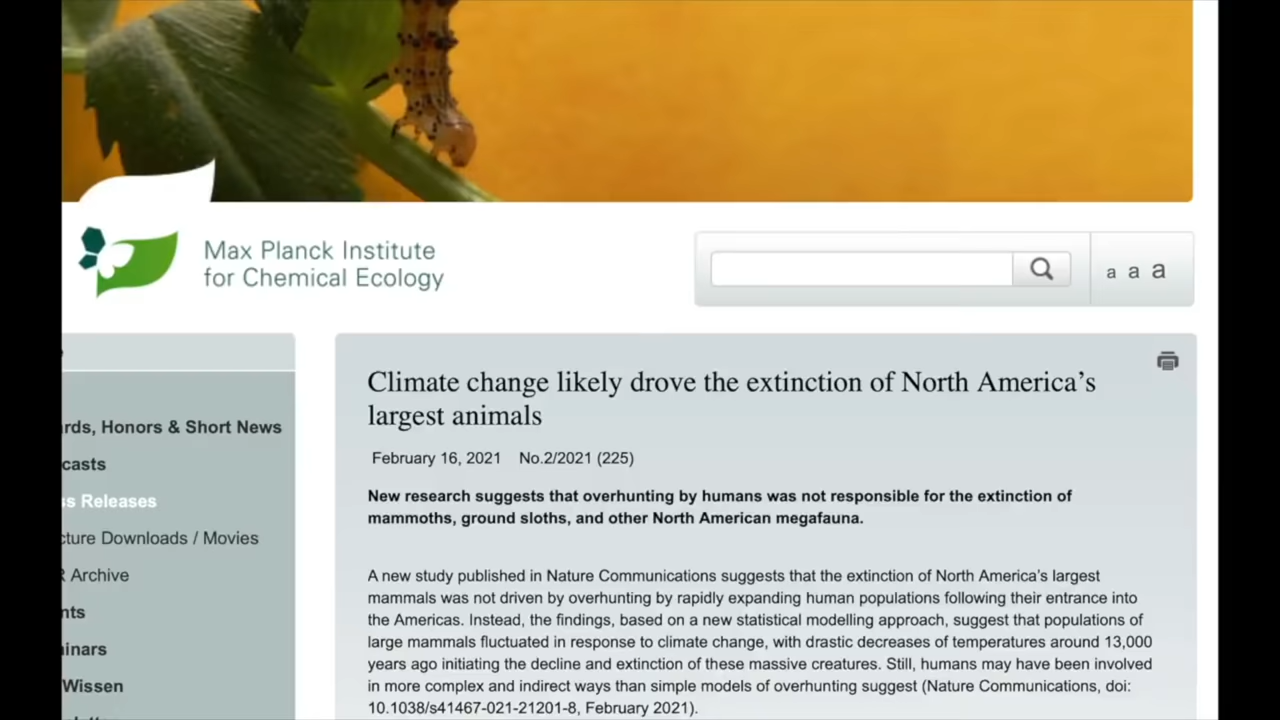 Max Planck Institute
for Chemical Ecology
a a a
Climate change likely drove the extinction of North America's
largest animals
February 16, 2021 No.2/2021 (225)
New research suggests that overhunting by humans was not responsible for the extinction of
mammoths, ground sloths, and other North American megafauna.
A new study published in Nature Communications suggests that the extinction of North America's largest
mammals was not driven by overhunting by rapidly expanding human populations following their entrance into
the Americas. Instead, the findings, based on a new statistical modelling approach, suggest that populations of
large mammals fluctuated in response to climate change, with drastic decreases of temperatures around 13,000
years ago initiating the decline and extinction of these massive creatures. Still, humans may have been involved
in more complex and indirect ways than simple models of overhunting suggest (Nature Communications, doi:
10.1038/s41467-021-21201-8, February 2021).
rds, Honors & Short News
casts
ss Releases
cture Downloads / Movies
R Archive
nts
inars
Wissen